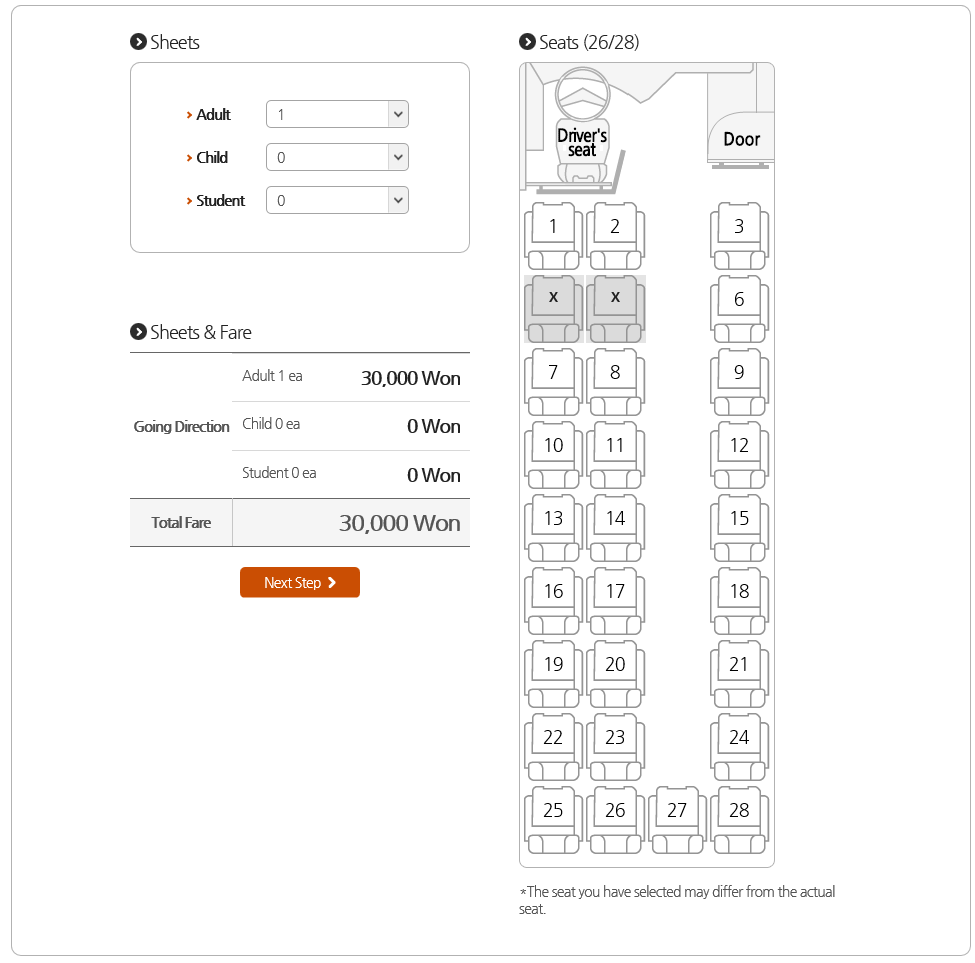 Sheets
Adult 1
Child 0
Student 0
Sheets & Fare
Going Direction
Adult 1 ea 30,000 Won
Child 0 ea 0 Won
Student 0 ea 0 Won
Total Fare 30,000 Won
Next Step
Seats (26/28)
Driver's
seat
Door
1 2 3
x x 6
7 8 9
10 11 12
13 14 15
16 17 18
19 20 21
22 23 24
25 26 27 28
*The seat you have selected may differ from the actual
seat.